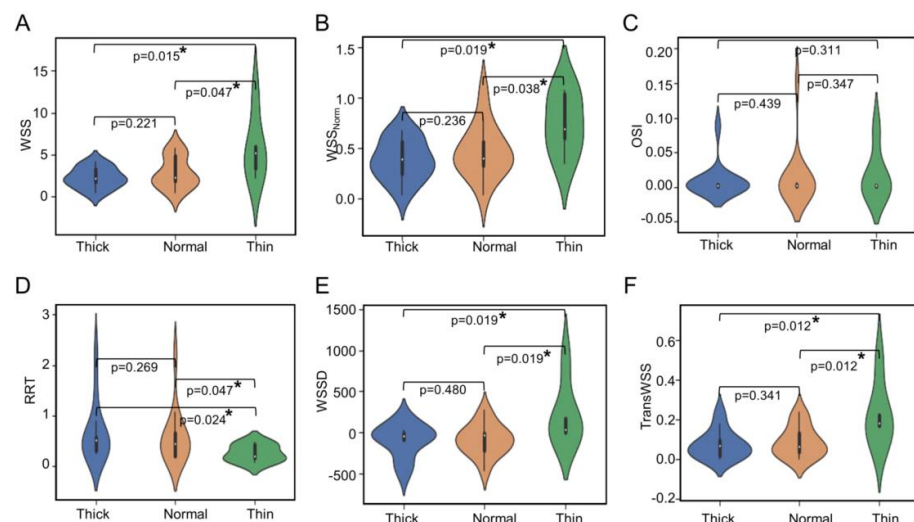 A
WSS
15
10
5
0
p=0.015*
p=0.047*
p=0.221
Thick Normal Thin
B
WSSNorm
1.5
1.0
0.5
0.0
p=0.019*
p=0.038*
p=0.236
Thick Normal Thin
C
OSI
0.20
0.15
0.10
0.05
0.00
-0.05
p=0.311
p=0.347
p=0.439
Thick Normal Thin
D
RRT
3
2
1
0
p=0.269
p=0.047*
p=0.024*
Thick Normal Thin
E
WSSD
1500
1000
500
0
-500
p=0.019*
p=0.019*
p=0.480
Thick Normal Thin
F
TransWSS
0.6
0.4
0.2
0.0
-0.2
p=0.012*
p=0.012*
p=0.341
Thick Normal Thin